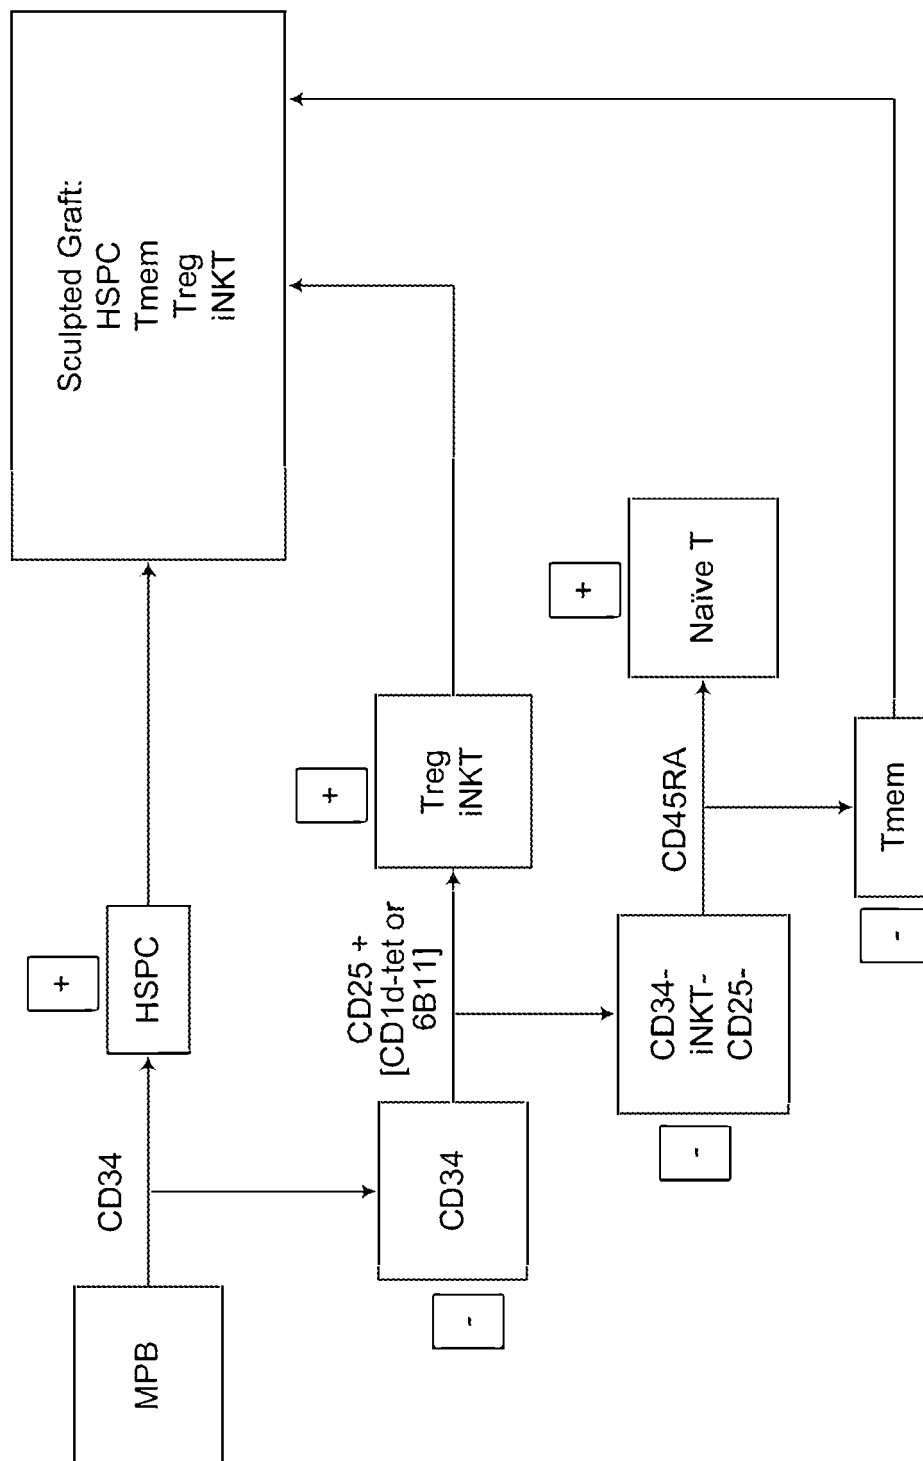 MPB
CD34
+
HSPC
Sculpted Graft:
HSPC
Tmem
Treg
iNKT
-
CD34
CD25 +
[CD1d-tet or
6B11]
+
Treg
iNKT
-
CD34-
iNKT-
CD25-
CD45RA
+
Naïve T
-
Tmem